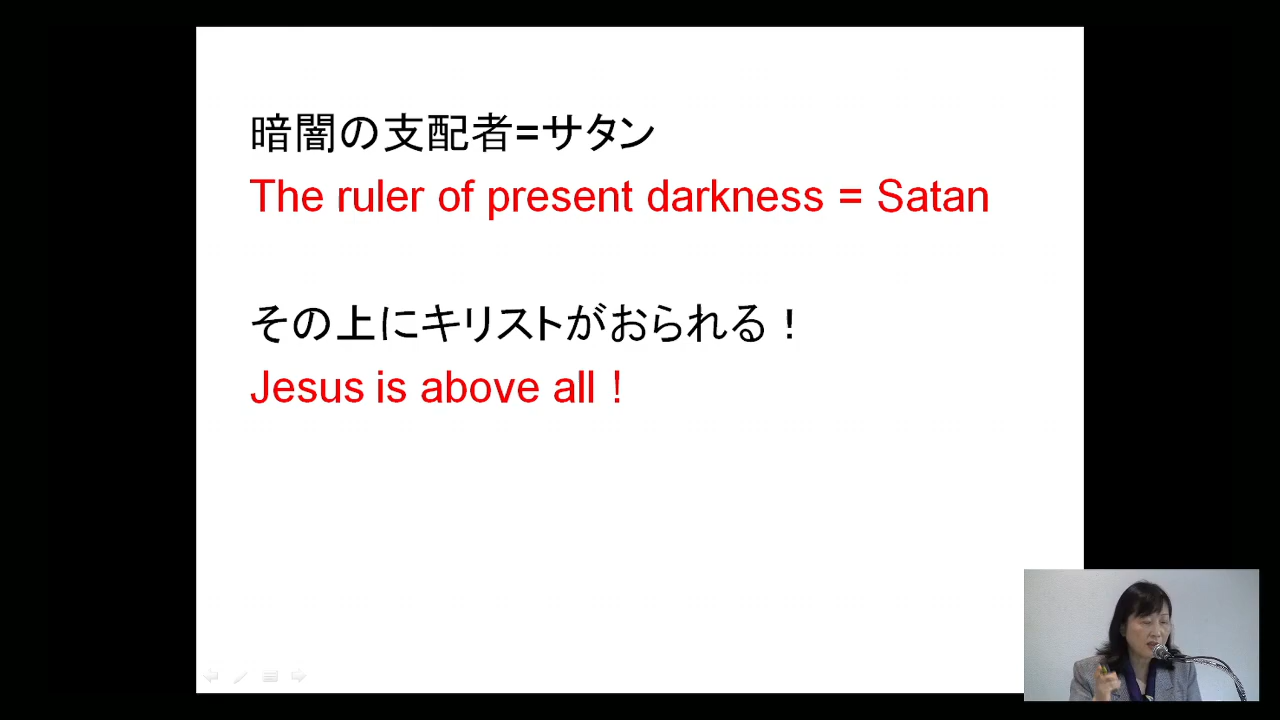 暗闇の支配者=サタン
The ruler of present darkness = Satan
その上にキリストがおられる！
Jesus is above all！